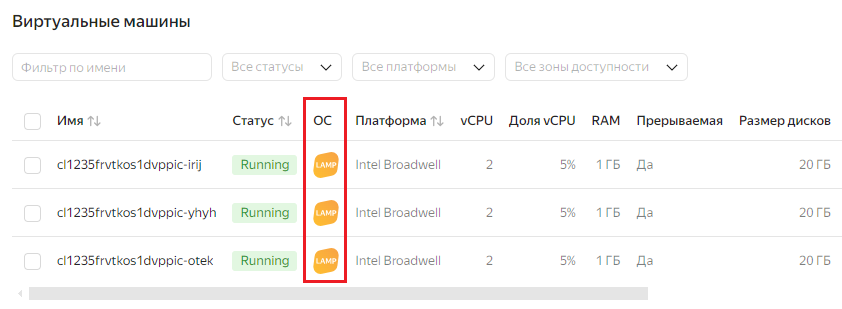 Виртуальные машины
Фильтр по имени Все статусы Все платформы Все зоны доступности
Имя Статус ОС Платформа vCPU Доля vCPU RAM Прерываемая Размер дисков
cl1235frvtkos1dvppic-irij Running LAMP Intel Broadwell 2 5% 1 ГБ Да 20 ГБ
cl1235frvtkos1dvppic-yhyh Running LAMP Intel Broadwell 2 5% 1 ГБ Да 20 ГБ
cl1235frvtkos1dvppic-otek Running LAMP Intel Broadwell 2 5% 1 ГБ Да 20 ГБ